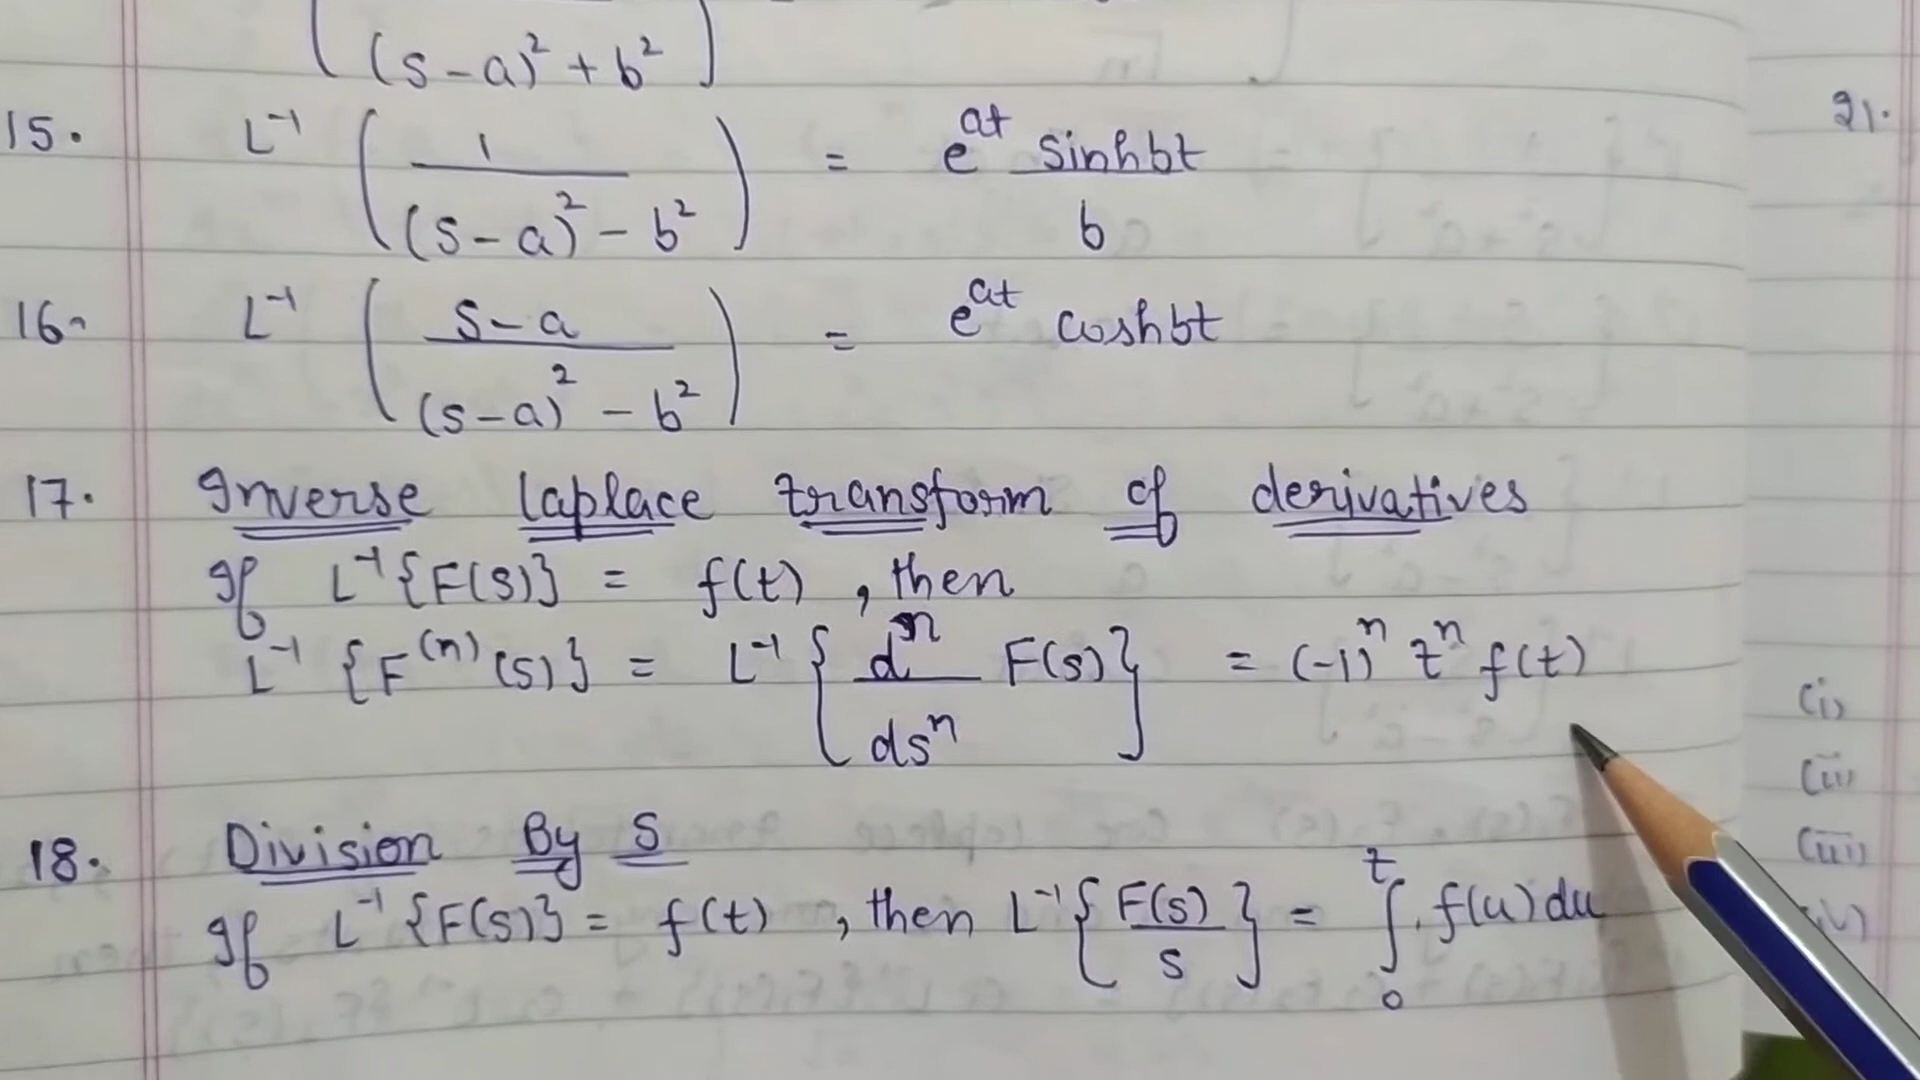 (s-a)² + b²
15. L⁻¹ ( 1 / ((s-a)² - b²) ) = e^at sinhbt / b
16. L⁻¹ ( (s-a) / ((s-a)² - b²) ) = e^at coshbt
17. Inverse laplace transform of derivatives
If L⁻¹{F(s)} = f(t) , then
L⁻¹ {F⁽ⁿ⁾(s)} = L⁻¹ { dⁿ/dsⁿ F(s)} = (-1)ⁿ tⁿ f(t)
18. Division By S
If L⁻¹ {F(s)} = f(t) , then L⁻¹ { F(s)/s } = ∫₀ᵗ f(u) du
21.
(i)
(ii)
(iii)